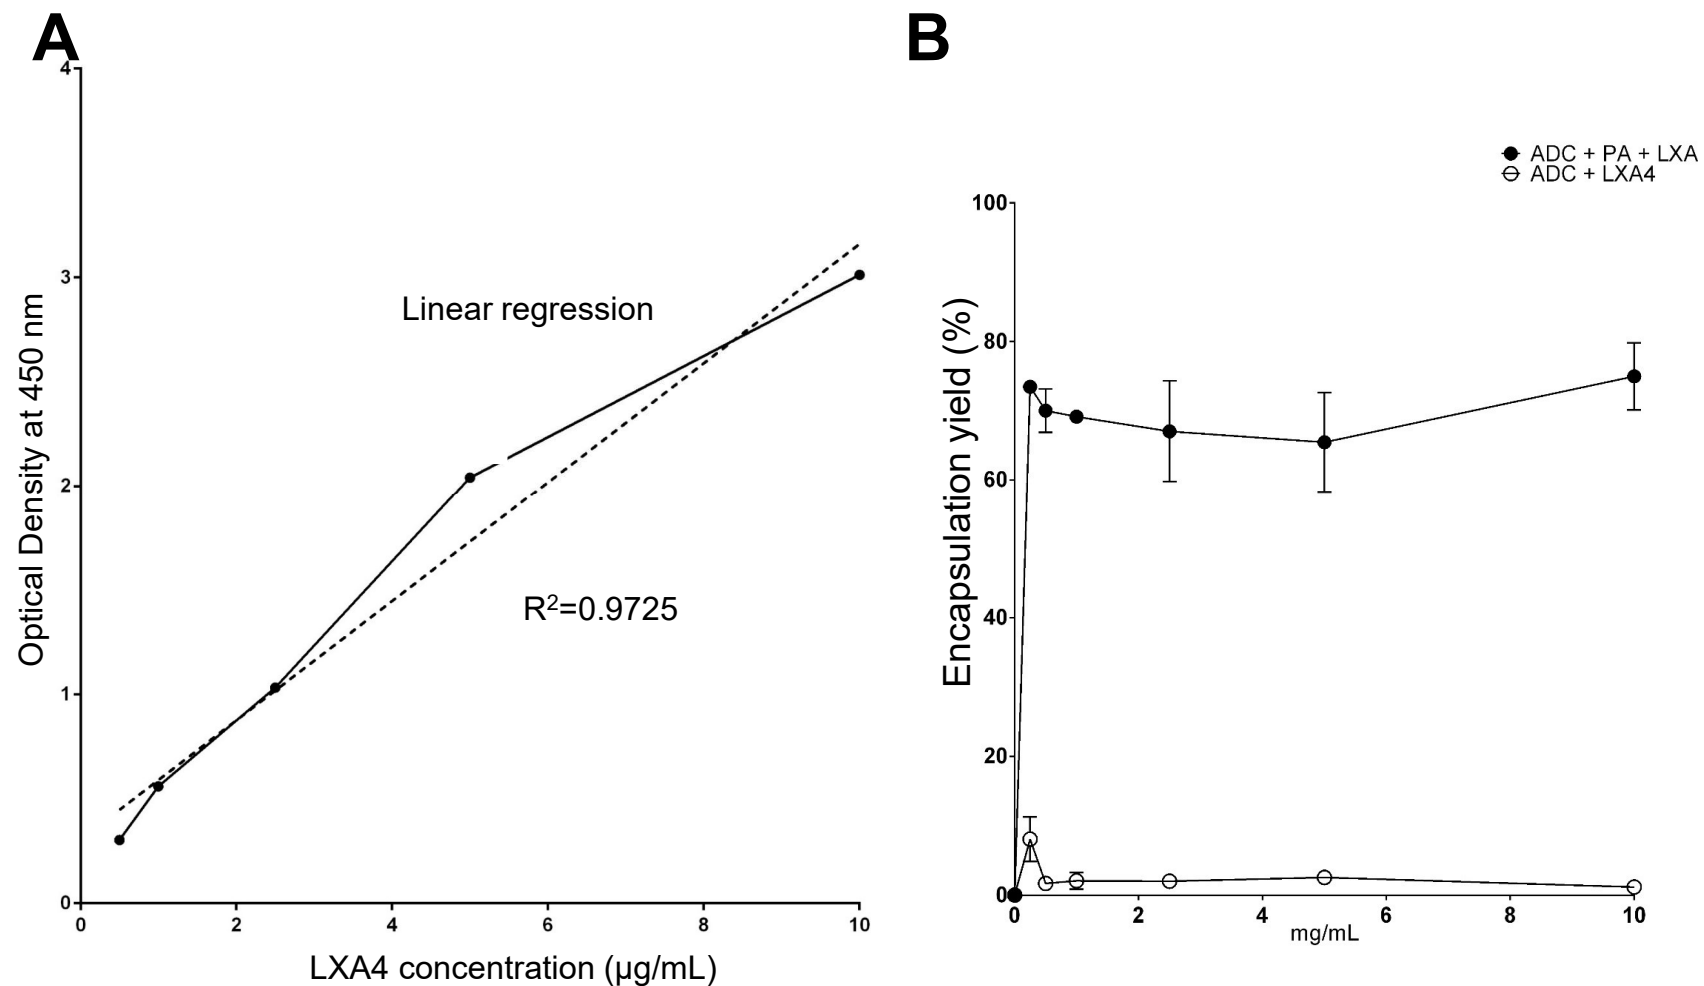 A
B
4
3
2
1
0
0 2 4 6 8 10
Optical Density at 450 nm
Linear regression
R²=0.9725
LXA4 concentration (µg/mL)
ADC + PA + LXA
ADC + LXA4
100
80
60
40
20
0
0 2 4 6 8 10
Encapsulation yield (%)
mg/mL